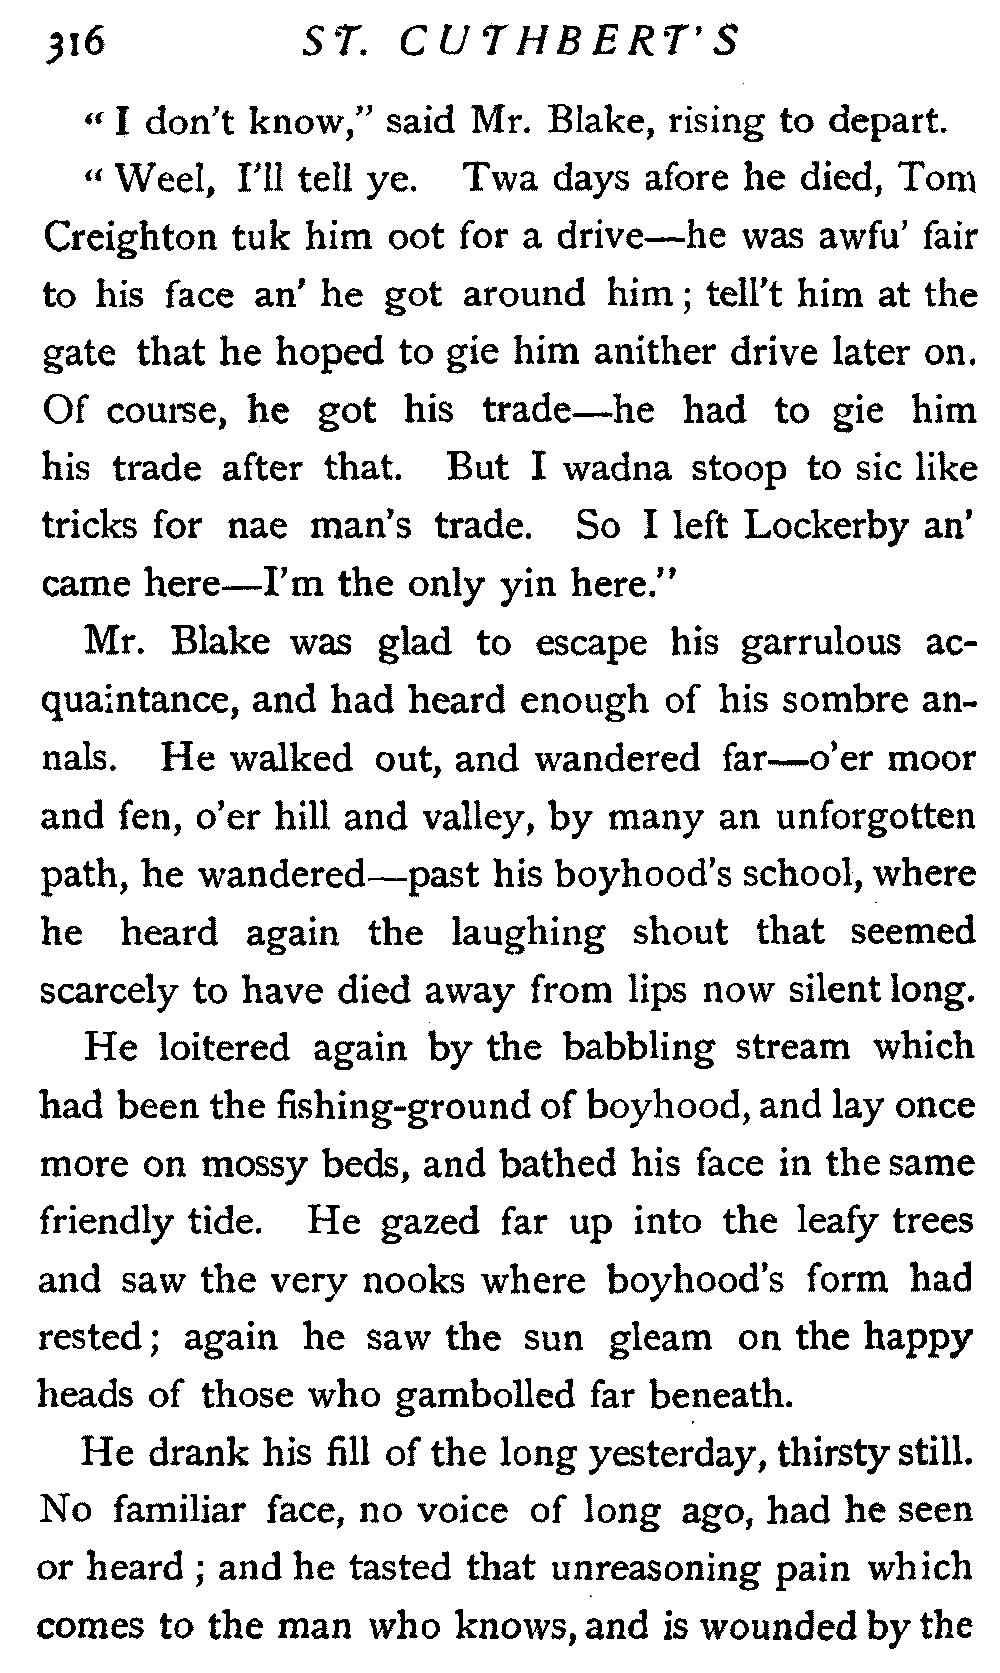 316 ST. CUTHBERT'S
" I don't know," said Mr. Blake, rising to depart.
" Weel, I'll tell ye. Twa days afore he died, Tom
Creighton tuk him oot for a drive—he was awfu' fair
to his face an' he got around him ; tell't him at the
gate that he hoped to gie him anither drive later on.
Of course, he got his trade—he had to gie him
his trade after that. But I wadna stoop to sic like
tricks for nae man's trade. So I left Lockerby an'
came here—I'm the only yin here."
Mr. Blake was glad to escape his garrulous ac-
quaintance, and had heard enough of his sombre an-
nals. He walked out, and wandered far—o'er moor
and fen, o'er hill and valley, by many an unforgotten
path, he wandered—past his boyhood's school, where
he heard again the laughing shout that seemed
scarcely to have died away from lips now silent long.
He loitered again by the babbling stream which
had been the fishing-ground of boyhood, and lay once
more on mossy beds, and bathed his face in the same
friendly tide. He gazed far up into the leafy trees
and saw the very nooks where boyhood's form had
rested ; again he saw the sun gleam on the happy
heads of those who gambolled far beneath.
He drank his fill of the long yesterday, thirsty still.
No familiar face, no voice of long ago, had he seen
or heard ; and he tasted that unreasoning pain which
comes to the man who knows, and is wounded by the